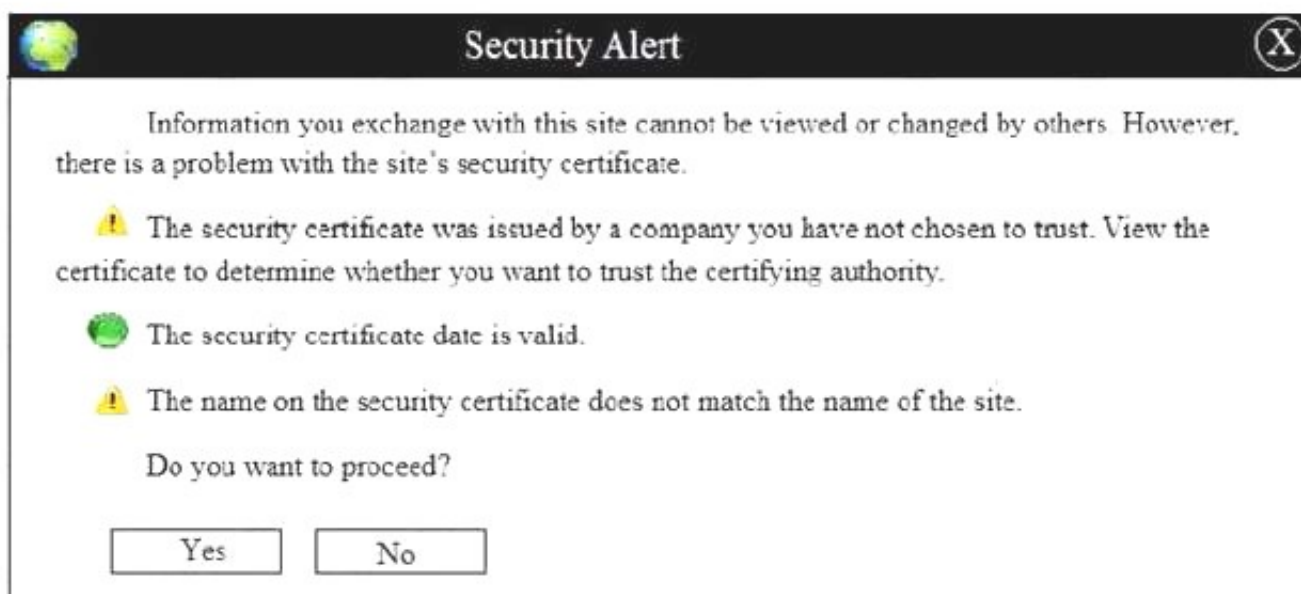 Security Alert
X
Information you exchange with this site cannot be viewed or changed by others. However,
there is a problem with the site's security certificate.
The security certificate was issued by a company you have not chosen to trust. View the
certificate to determine whether you want to trust the certifying authority.
The security certificate date is valid.
The name on the security certificate does not match the name of the site.
Do you want to proceed?
Yes No